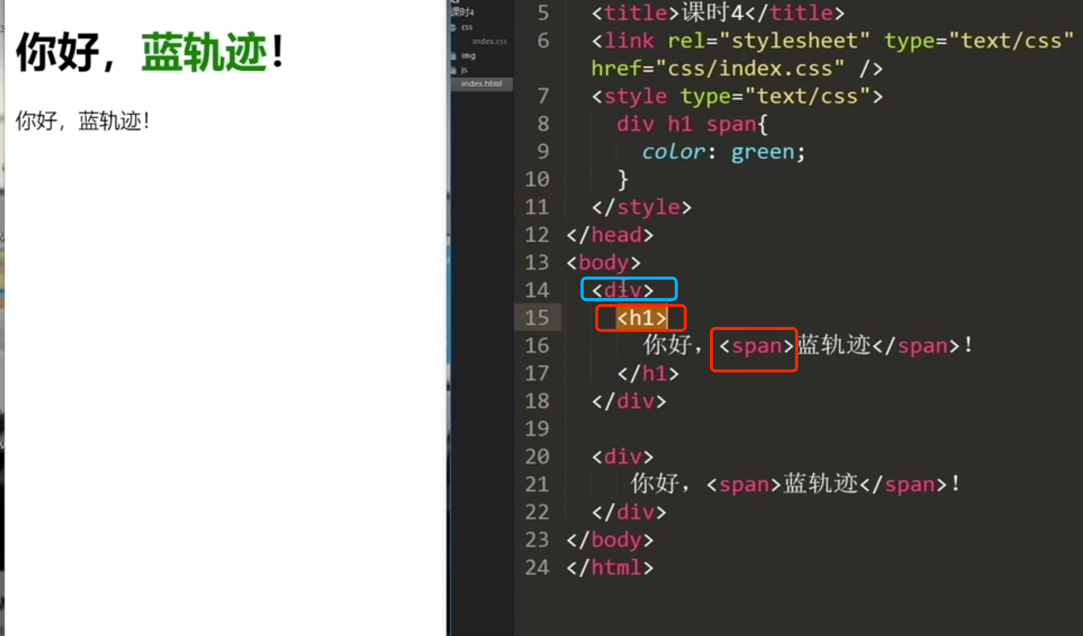 你好，蓝轨迹！
你好，蓝轨迹！
课时4
css
index.css
img
js
index.html
5 <title>课时4</title>
6 <link rel="stylesheet" type="text/css"
href="css/index.css" />
7 <style type="text/css">
8 div h1 span{
9 color: green;
10 }
11 </style>
12 </head>
13 <body>
14 <div>
15 <h1>
16 你好，<span>蓝轨迹</span>！
17 </h1>
18 </div>
19
20 <div>
21 你好，<span>蓝轨迹</span>！
22 </div>
23 </body>
24 </html>